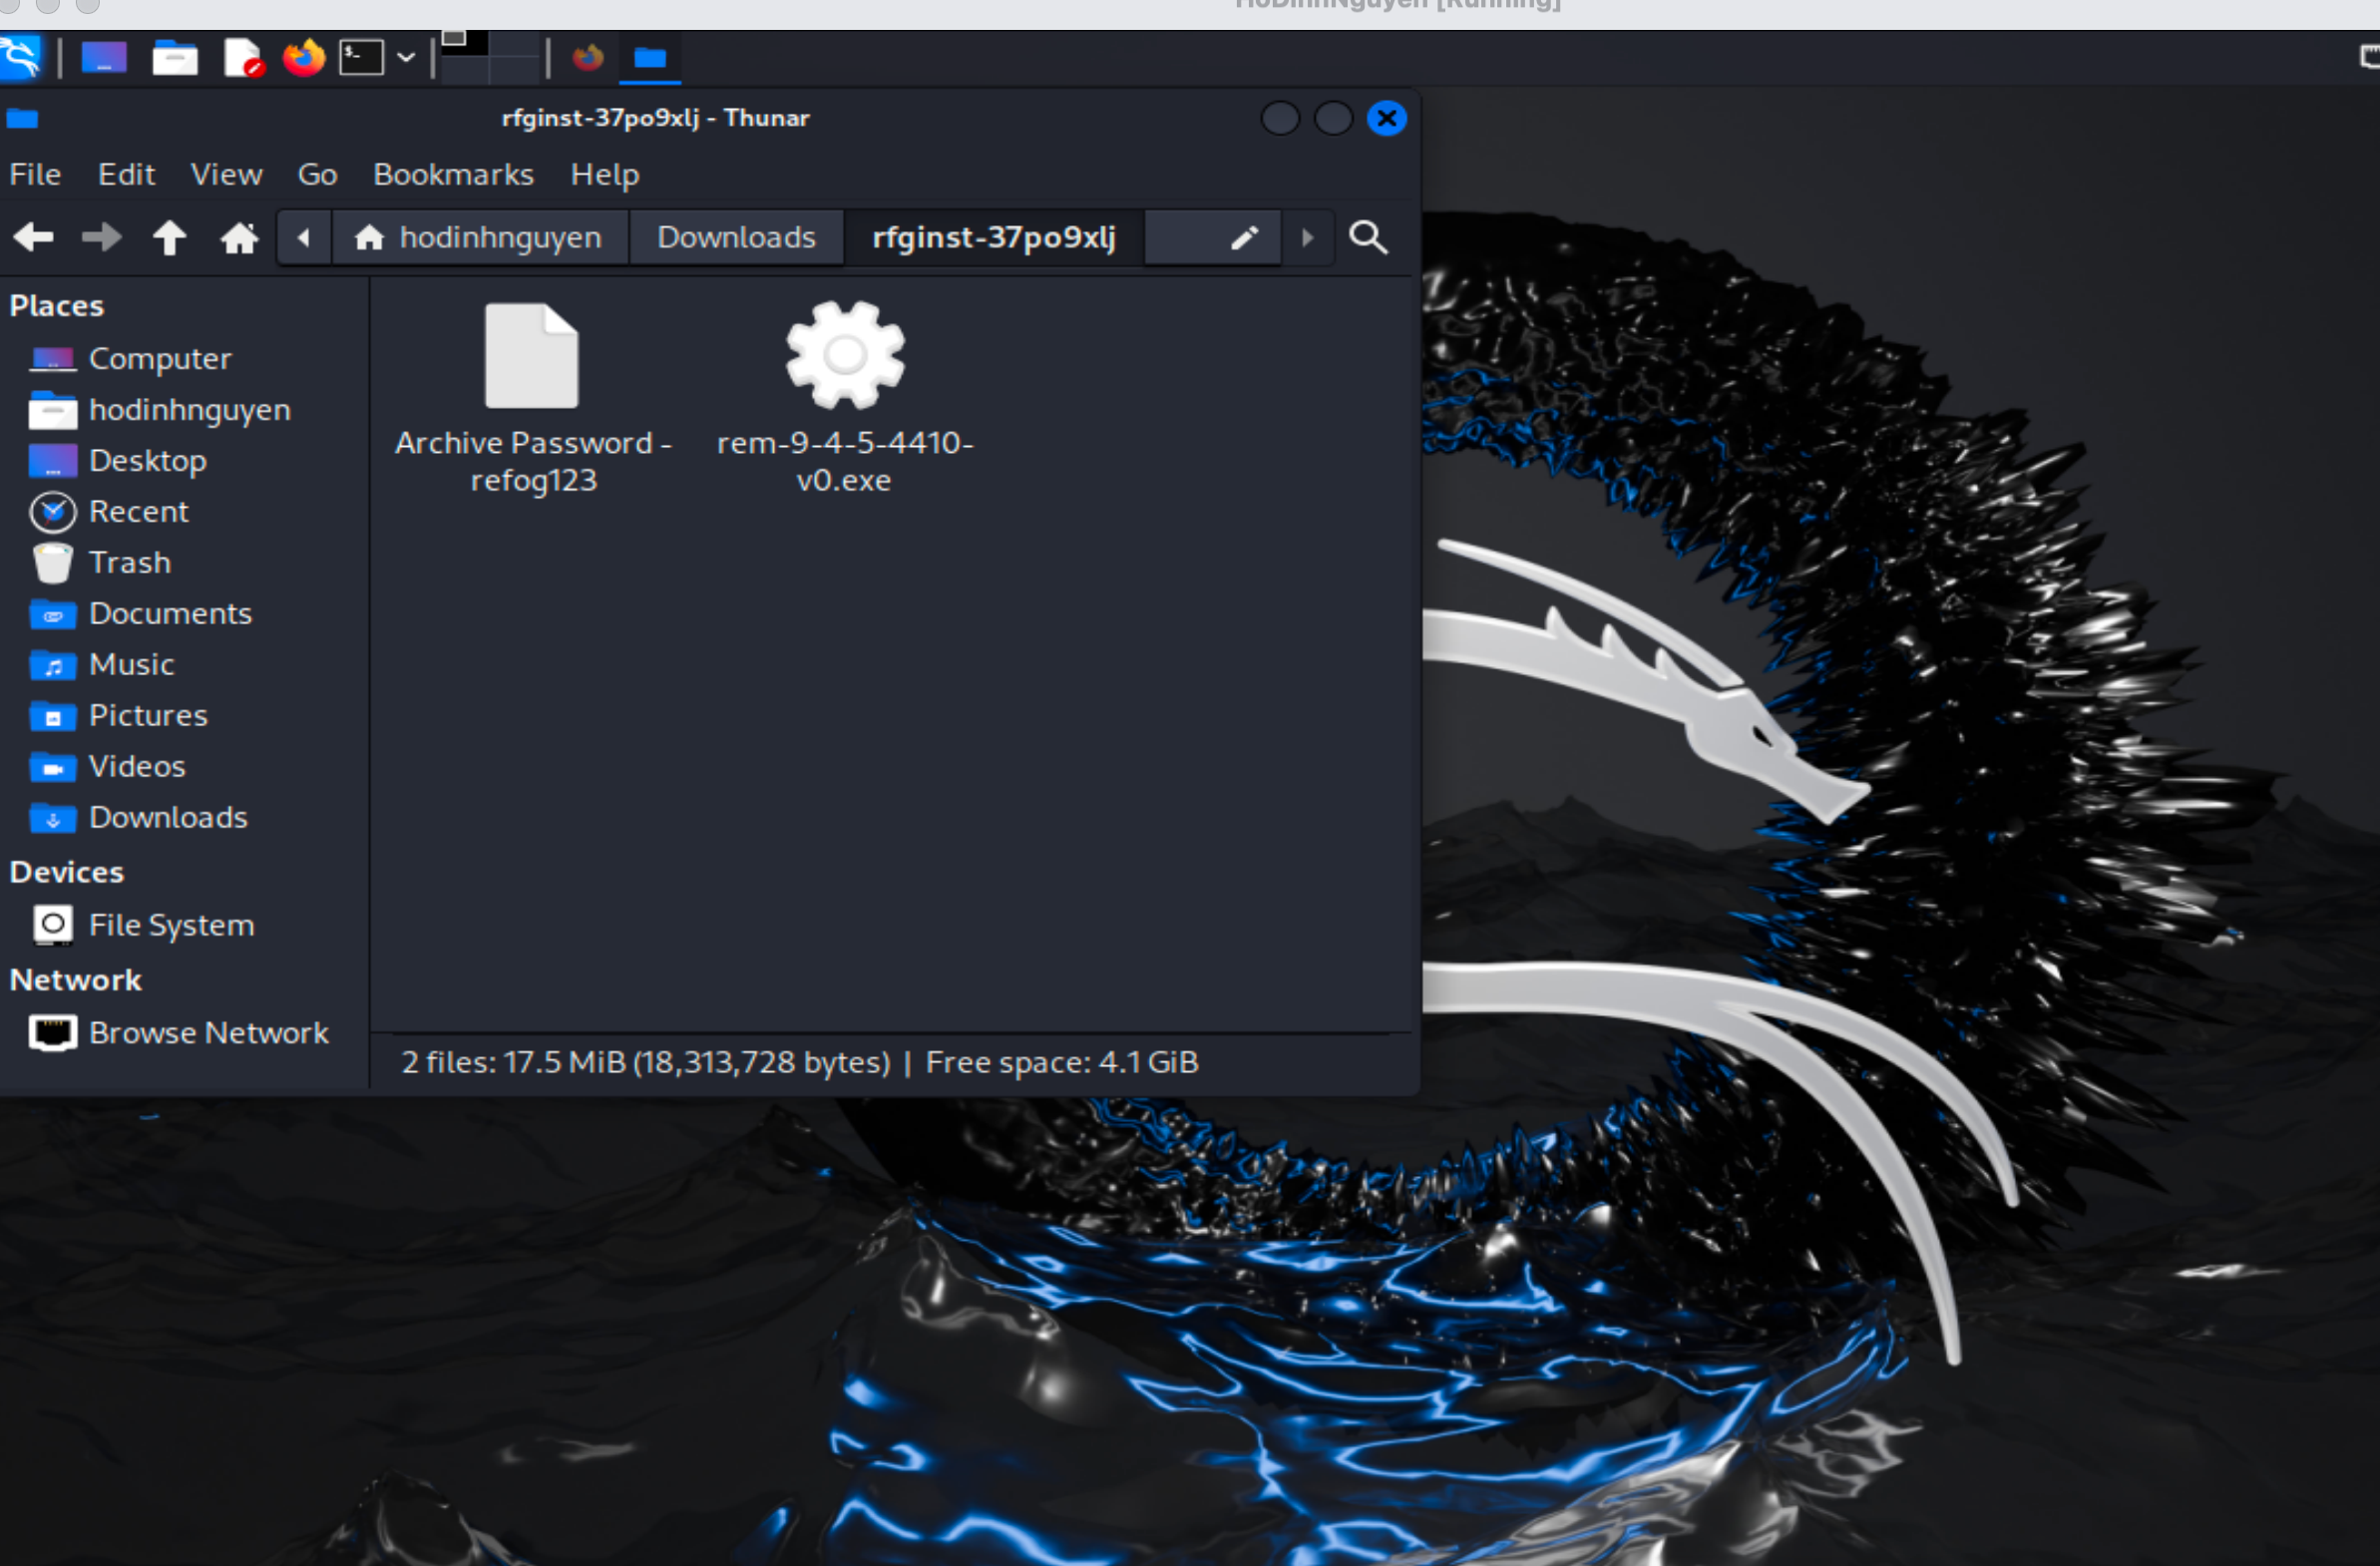 HoDinhNguyen [Running]
rfginst-37po9xlj - Thunar
File Edit View Go Bookmarks Help
hodinhnguyen Downloads rfginst-37po9xlj
Places
Computer
hodinhnguyen
Desktop
Recent
Trash
Documents
Music
Pictures
Videos
Downloads
Devices
File System
Network
Browse Network
Archive Password -
refog123
rem-9-4-5-4410-
v0.exe
2 files: 17.5 MiB (18,313,728 bytes) | Free space: 4.1 GiB